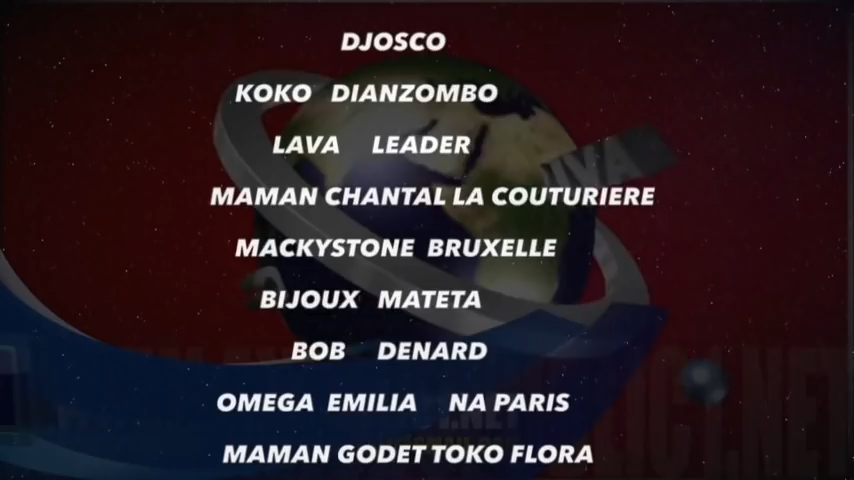 DJOSCO
KOKO DIANZOMBO
LAVA LEADER
MAMAN CHANTAL LA COUTURIERE
MACKYSTONE BRUXELLE
BIJOUX MATETA
BOB DENARD
OMEGA EMILIA NA PARIS
MAMAN GODET TOKO FLORA